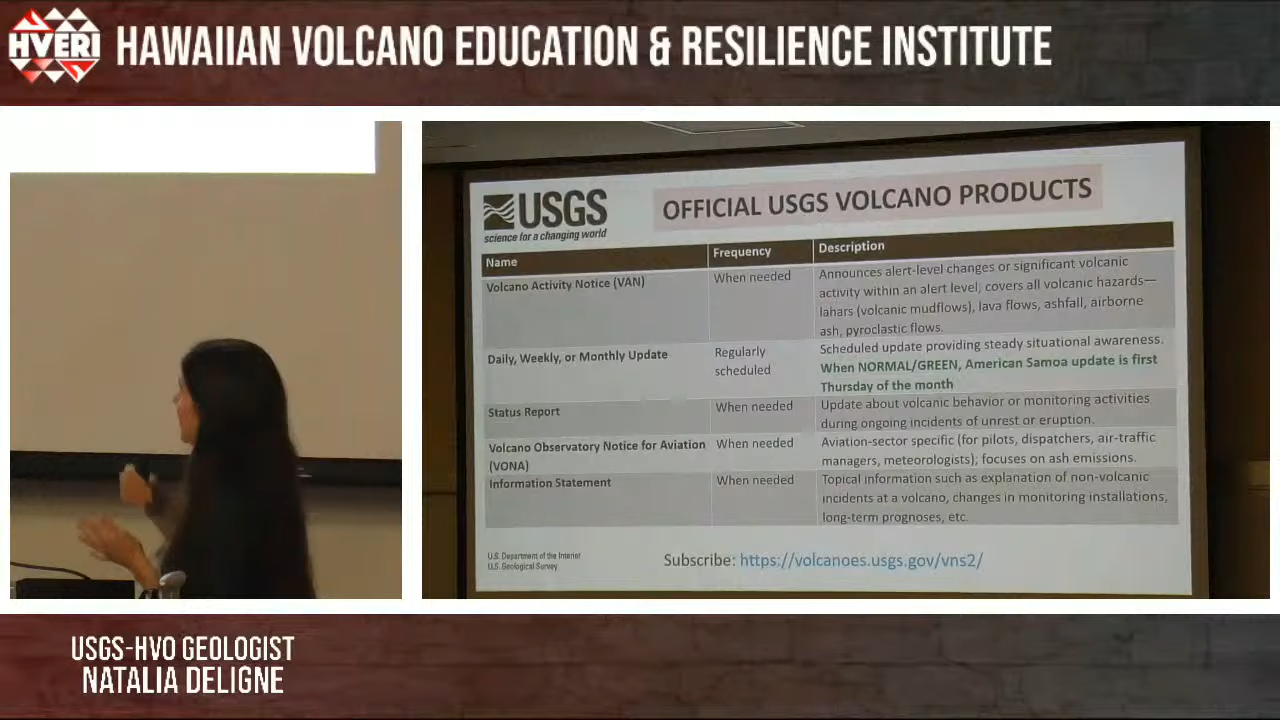 HVERI
HAWAIIAN VOLCANO EDUCATION & RESILIENCE INSTITUTE
USGS
science for a changing world
OFFICIAL USGS VOLCANO PRODUCTS
Name
Frequency
Description
Volcano Activity Notice (VAN)
When needed
Announces alert-level changes or significant volcanic
activity within an alert level, covers all volcanic hazards—
lahars (volcanic mudflows), lava flows, ashfall, airborne
ash, pyroclastic flows.
Daily, Weekly, or Monthly Update
Regularly
scheduled
Scheduled update providing steady situational awareness.
When NORMAL/GREEN, American Samoa update is first
Thursday of the month
Status Report
When needed
Update about volcanic behavior or monitoring activities
during ongoing incidents of unrest or eruption.
Volcano Observatory Notice for Aviation
(VONA)
When needed
Aviation-sector specific (for pilots, dispatchers, air-traffic
managers, meteorologists); focuses on ash emissions.
Information Statement
When needed
Topical information such as explanation of non-volcanic
incidents at a volcano, changes in monitoring installations,
long-term prognoses, etc.
U.S. Department of the Interior
U.S. Geological Survey
Subscribe: https://volcanoes.usgs.gov/vns2/
USGS-HVO GEOLOGIST
NATALIA DELIGNE